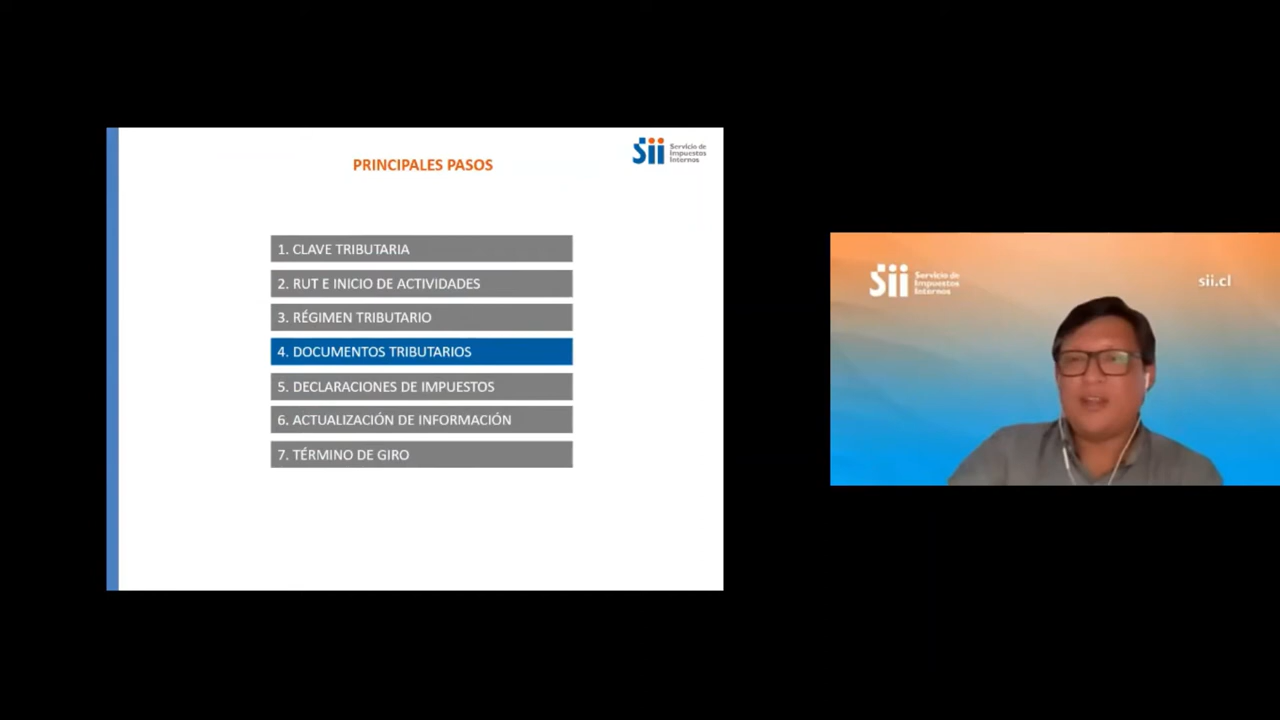 PRINCIPALES PASOS
Sii Servicio de
Impuestos
Internos
1. CLAVE TRIBUTARIA
2. RUT E INICIO DE ACTIVIDADES
3. RÉGIMEN TRIBUTARIO
4. DOCUMENTOS TRIBUTARIOS
5. DECLARACIONES DE IMPUESTOS
6. ACTUALIZACIÓN DE INFORMACIÓN
7. TÉRMINO DE GIRO
Sii Servicio de
Impuestos
Internos
sii.cl